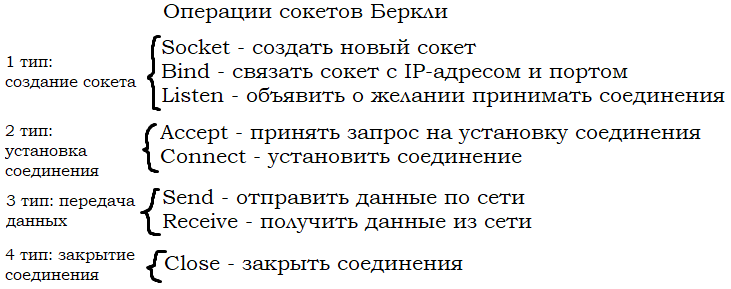 Операции сокетов Беркли
1 тип:
создание сокета
Socket - создать новый сокет
Bind - связать сокет с IP-адресом и портом
Listen - объявить о желании принимать соединения
2 тип:
установка
соединения
Accept - принять запрос на установку соединения
Connect - установить соединение
3 тип: передача
данных
Send - отправить данные по сети
Receive - получить данные из сети
4 тип: закрытие
соединения
Close - закрыть соединения